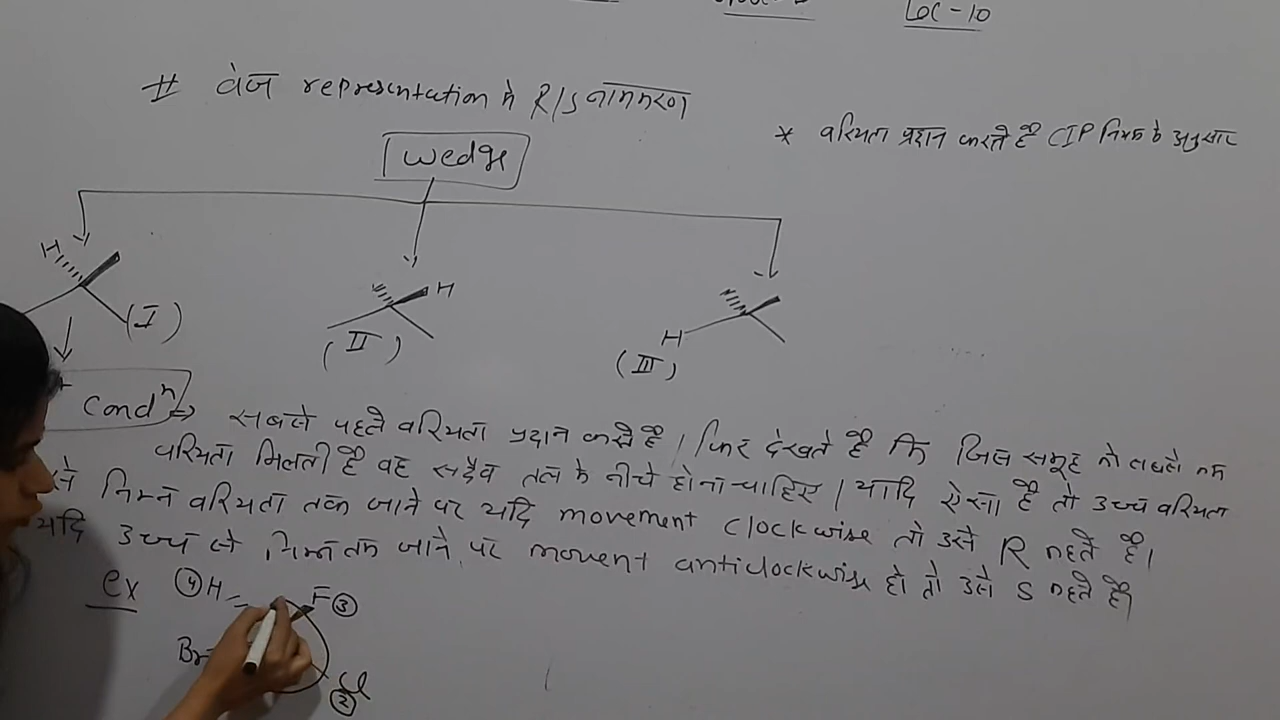 LoC-10
# वेज representation मे R/S नामकरण
* वरियता प्रदान करते है CIP नियम के अनुसार
Wedge
H
H
H
(I)
(II)
(III)
Condⁿ → सबसे पहले वरियता प्रदान करते है । फिर देखते है कि जिस समूह को सबसे कम
वरियता मिलती है वह सदैव तल के नीचे होना चाहिए । यादि ऐसा है तो उच्च वरियता
से निम्न वरियता तक जाने पर यदि movement clockwise तो उसे R कहते है।
यदि उच्च से निम्न तक जाने पर movent anticlockwise हो तो उसे S कहते है।
ex ④H F③
Br
Cl
②